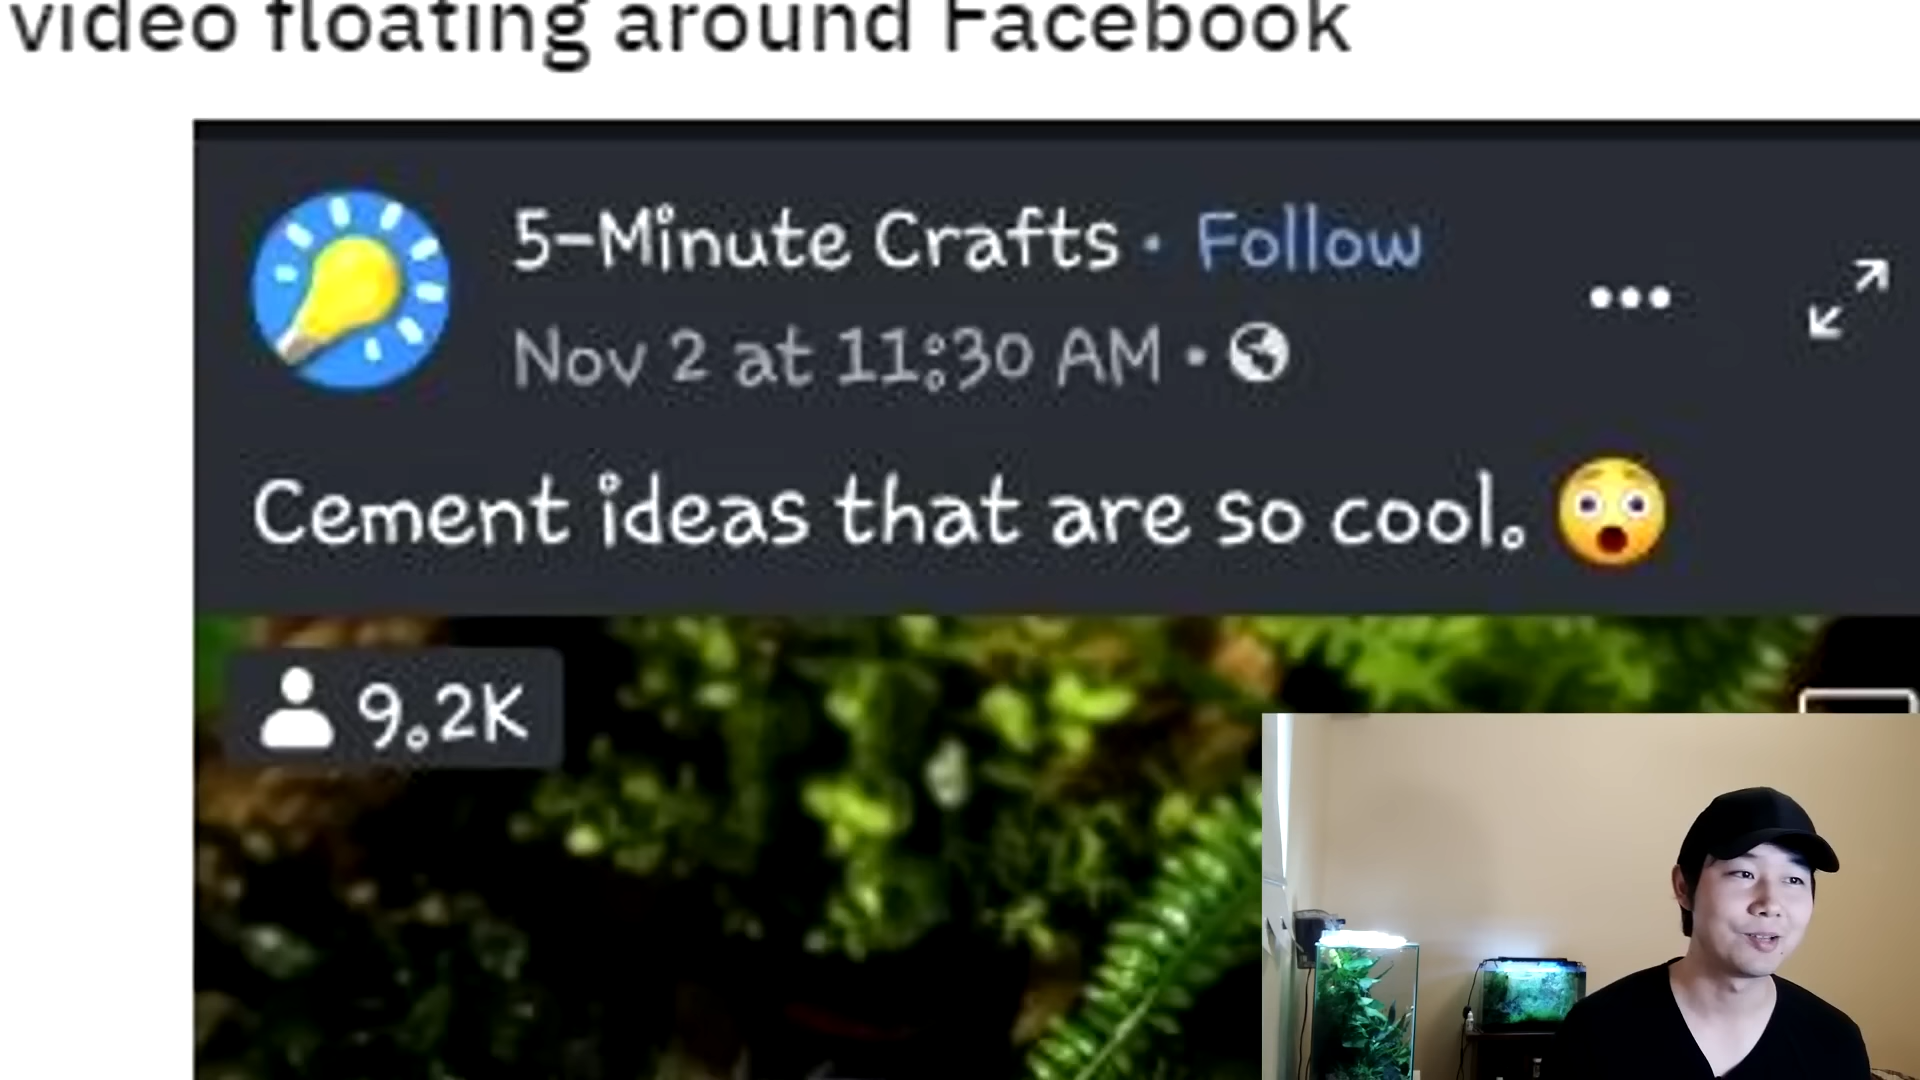 video floating around Facebook
5-Minute Crafts · Follow
Nov 2 at 11:30 AM ·
Cement ideas that are so cool. 😲
9.2K